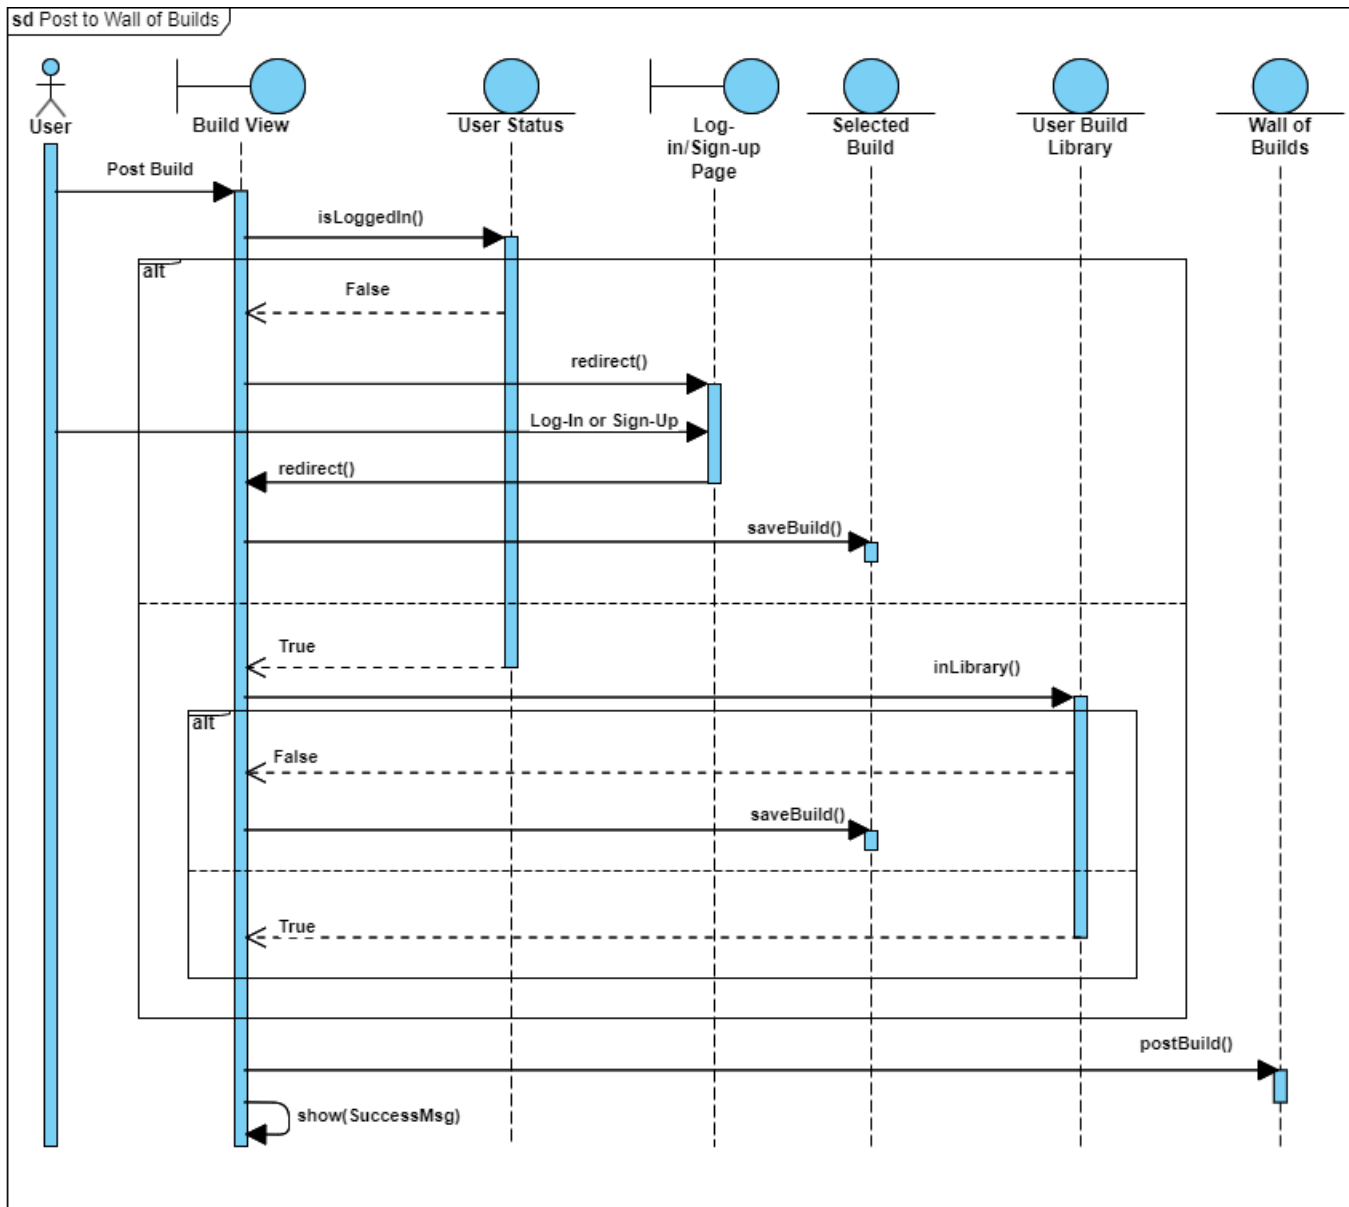 sd Post to Wall of Builds
User
Build View
User Status
Log-
in/Sign-up
Page
Selected
Build
User Build
Library
Wall of
Builds
Post Build
isLoggedIn()
alt
False
redirect()
Log-In or Sign-Up
redirect()
saveBuild()
True
inLibrary()
alt
False
saveBuild()
True
postBuild()
show(SuccessMsg)